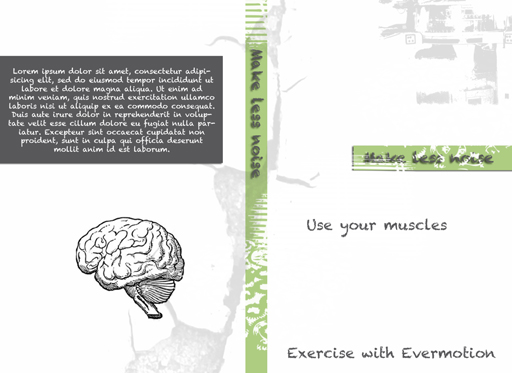 Lorem ipsum dolor sit amet, consectetur adipi-
sicing elit, sed do eiusmod tempor incididunt ut
labore et dolore magna aliqua. Ut enim ad
minim veniam, quis nostrud exercitation ullamco
laboris nisi ut aliquip ex ea commodo consequat.
Duis aute irure dolor in reprehenderit in volup-
tate velit esse cillum dolore eu fugiat nulla par-
iatur. Excepteur sint occaecat cupidatat non
proident, sunt in culpa qui officia deserunt
mollit anim id est laborum.
Make less noise
Make less noise
Use your muscles
Exercise with Evermotion